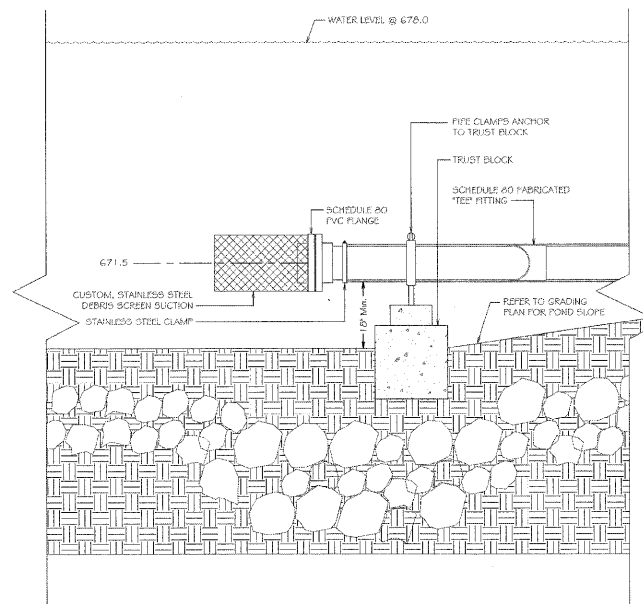 WATER LEVEL @ 678.0
PIPE CLAMPS ANCHOR
TO TRUST BLOCK
TRUST BLOCK
SCHEDULE 80 FABRICATED
"TEE" FITTING
SCHEDULE 80
PVC FLANGE
671.5
CUSTOM, STAINLESS STEEL
DEBRIS SCREEN SUCTION
STAINLESS STEEL CLAMP
18" Min.
REFER TO GRADING
PLAN FOR POND SLOPE